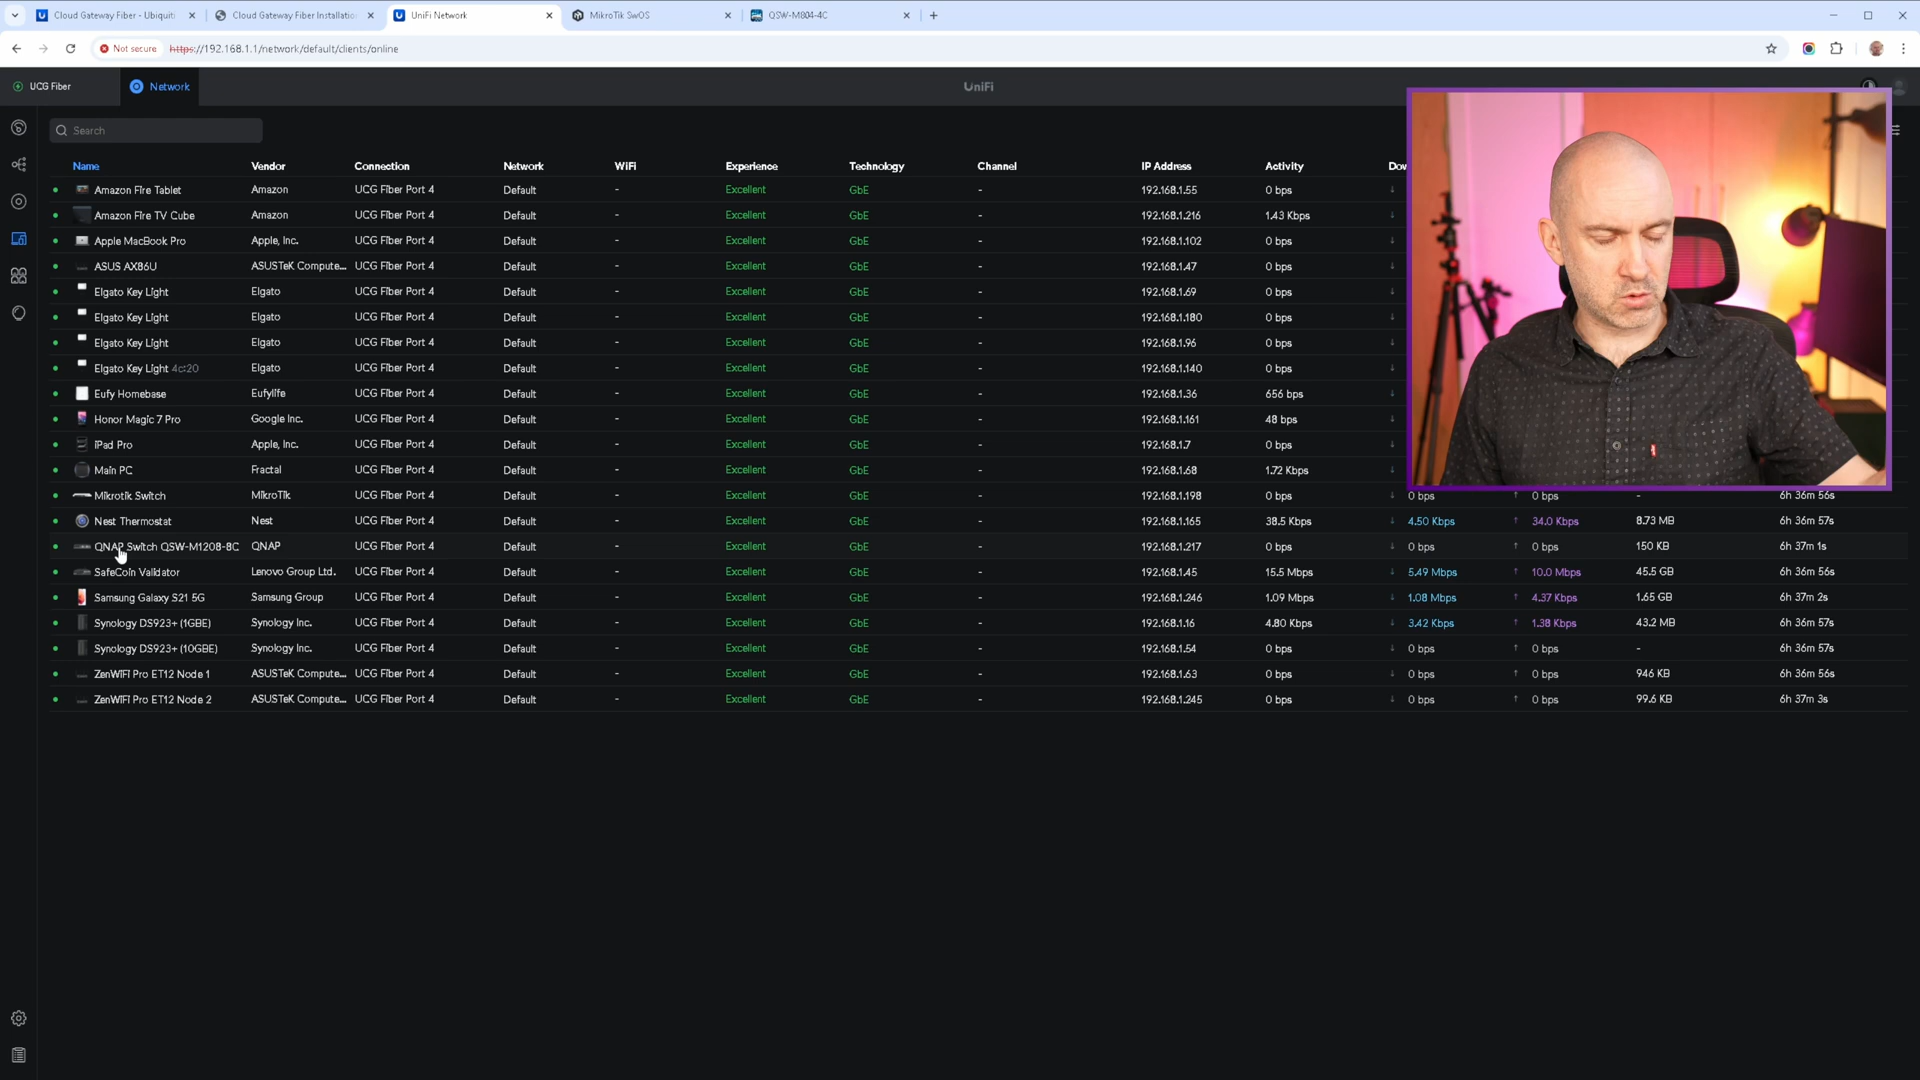 Cloud Gateway Fiber - Ubiquiti
Cloud Gateway Fiber Installatio
UniFi Network
MikroTik SwOS
QSW-M804-4C
Not secure
https://192.168.1.1/network/default/clients/online
UCG Fiber
Network
UniFi
Search
Name Vendor Connection Network WiFi Experience Technology Channel IP Address Activity Dow
Amazon Fire Tablet Amazon UCG Fiber Port 4 Default - Excellent GbE - 192.168.1.55 0 bps ↓
Amazon Fire TV Cube Amazon UCG Fiber Port 4 Default - Excellent GbE - 192.168.1.216 1.43 Kbps ↓
Apple MacBook Pro Apple, Inc. UCG Fiber Port 4 Default - Excellent GbE - 192.168.1.102 0 bps ↓
ASUS AX86U ASUSTeK Compute... UCG Fiber Port 4 Default - Excellent GbE - 192.168.1.47 0 bps ↓
Elgato Key Light Elgato UCG Fiber Port 4 Default - Excellent GbE - 192.168.1.69 0 bps ↓
Elgato Key Light Elgato UCG Fiber Port 4 Default - Excellent GbE - 192.168.1.180 0 bps ↓
Elgato Key Light Elgato UCG Fiber Port 4 Default - Excellent GbE - 192.168.1.96 0 bps ↓
Elgato Key Light 4c:20 Elgato UCG Fiber Port 4 Default - Excellent GbE - 192.168.1.140 0 bps ↓
Eufy Homebase Eufylife UCG Fiber Port 4 Default - Excellent GbE - 192.168.1.36 656 bps ↓
Honor Magic 7 Pro Google Inc. UCG Fiber Port 4 Default - Excellent GbE - 192.168.1.161 48 bps ↓
iPad Pro Apple, Inc. UCG Fiber Port 4 Default - Excellent GbE - 192.168.1.7 0 bps ↓
Main PC Fractal UCG Fiber Port 4 Default - Excellent GbE - 192.168.1.68 1.72 Kbps ↓
Mikrotik Switch MikroTik UCG Fiber Port 4 Default - Excellent GbE - 192.168.1.198 0 bps ↓ 0 bps ↑ 0 bps - 6h 36m 56s
Nest Thermostat Nest UCG Fiber Port 4 Default - Excellent GbE - 192.168.1.165 38.5 Kbps ↓ 4.50 Kbps ↑ 34.0 Kbps 8.73 MB 6h 36m 57s
QNAP Switch QSW-M1208-8C QNAP UCG Fiber Port 4 Default - Excellent GbE - 192.168.1.217 0 bps ↓ 0 bps ↑ 0 bps 150 KB 6h 37m 1s
SafeCoin Validator Lenovo Group Ltd. UCG Fiber Port 4 Default - Excellent GbE - 192.168.1.45 15.5 Mbps ↓ 5.49 Mbps ↑ 10.0 Mbps 45.5 GB 6h 36m 56s
Samsung Galaxy S21 5G Samsung Group UCG Fiber Port 4 Default - Excellent GbE - 192.168.1.246 1.09 Mbps ↓ 1.08 Mbps ↑ 4.37 Kbps 1.65 GB 6h 37m 2s
Synology DS923+ (1GBE) Synology Inc. UCG Fiber Port 4 Default - Excellent GbE - 192.168.1.16 4.80 Kbps ↓ 3.42 Kbps ↑ 1.38 Kbps 43.2 MB 6h 36m 57s
Synology DS923+ (10GBE) Synology Inc. UCG Fiber Port 4 Default - Excellent GbE - 192.168.1.54 0 bps ↓ 0 bps ↑ 0 bps - 6h 36m 57s
ZenWIFI Pro ET12 Node 1 ASUSTeK Compute... UCG Fiber Port 4 Default - Excellent GbE - 192.168.1.63 0 bps ↓ 0 bps ↑ 0 bps 946 KB 6h 36m 56s
ZenWIFI Pro ET12 Node 2 ASUSTeK Compute... UCG Fiber Port 4 Default - Excellent GbE - 192.168.1.245 0 bps ↓ 0 bps ↑ 0 bps 99.6 KB 6h 37m 3s